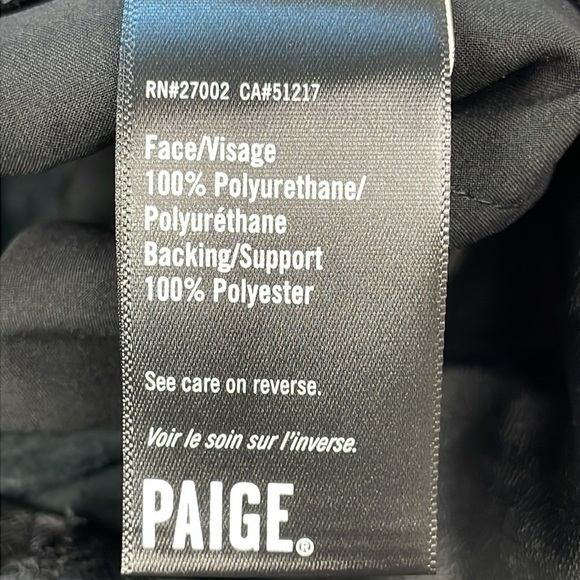 RN#27002 CA#51217
Face/Visage
100% Polyurethane/
Polyuréthane
Backing/Support
100% Polyester
See care on reverse.
Voir le soin sur l'inverse.
PAIGE®